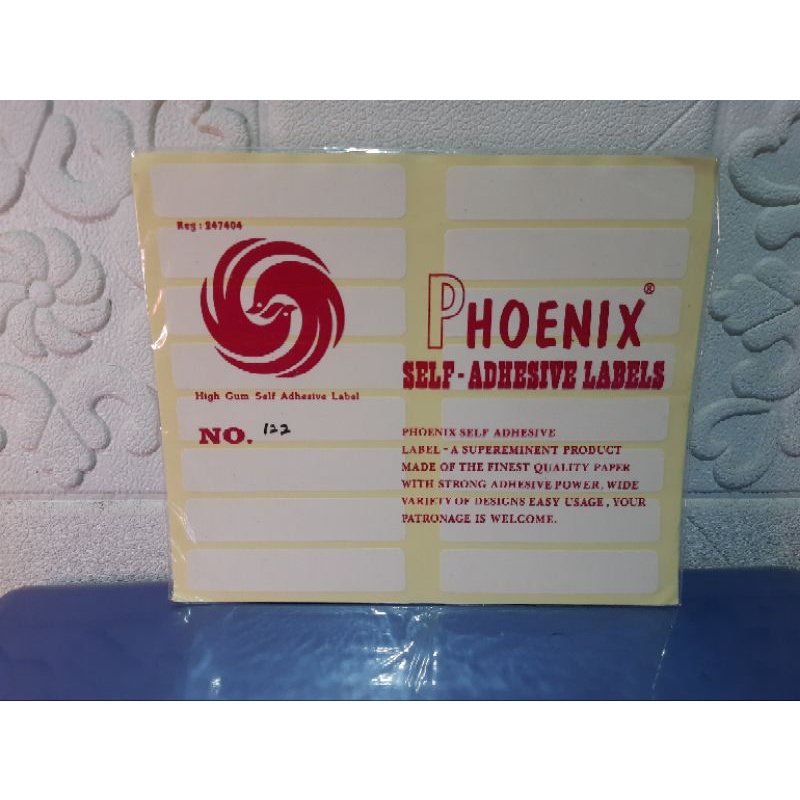 Reg : 247404
High Gum Self Adhesive Label
NO. 122
PHOENIX®
SELF-ADHESIVE LABELS
PHOENIX SELF ADHESIVE
LABEL - A SUPEREMINENT PRODUCT
MADE OF THE FINEST QUALITY PAPER
WITH STRONG ADHESIVE POWER, WIDE
VARIETY OF DESIGNS EASY USAGE, YOUR
PATRONAGE IS WELCOME.